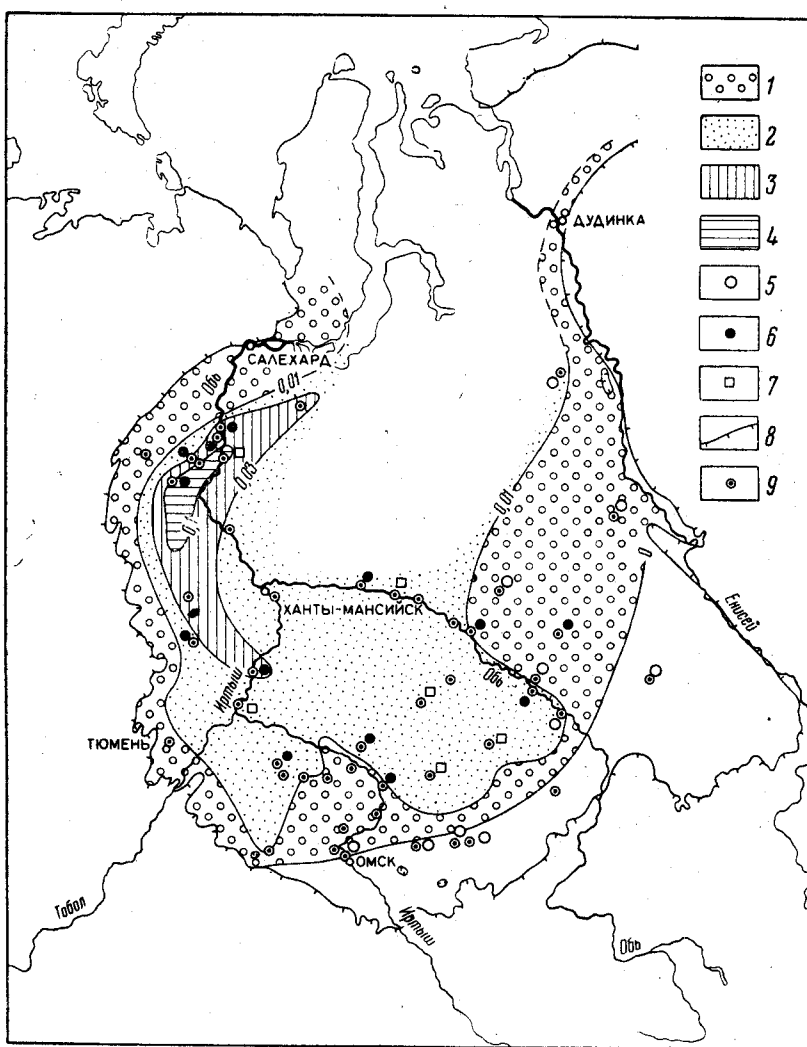 1
2
3
4
5
6
7
8
9
ДУДИНКА
САЛЕХАРД
Обь
0,01
0,03
0,1
0,01
0
ХАНТЫ-МАНСИЙСК
Енисей
Обь
Иртыш
ТЮМЕНЬ
ОМСК
Тобол
Иртыш
Обь